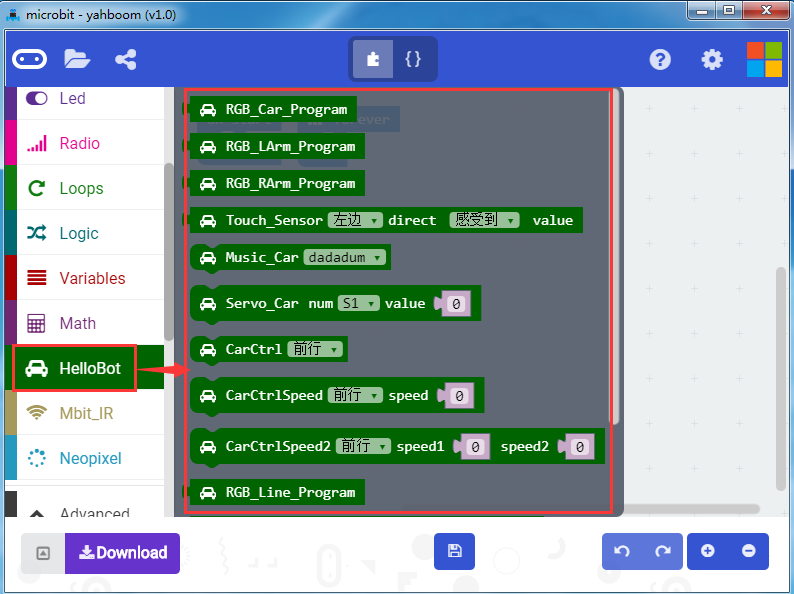 microbit - yahboom (v1.0)
{}
?
Led
Radio
Loops
Logic
Variables
Math
HelloBot
Mbit_IR
Neopixel
Advanced
RGB_Car_Program
RGB_LArm_Program
RGB_RArm_Program
Touch_Sensor 左边 direct 感受到 value
Music_Car dadadum
Servo_Car num S1 value 0
CarCtrl 前行
CarCtrlSpeed 前行 speed 0
CarCtrlSpeed2 前行 speed1 0 speed2 0
RGB_Line_Program
Download